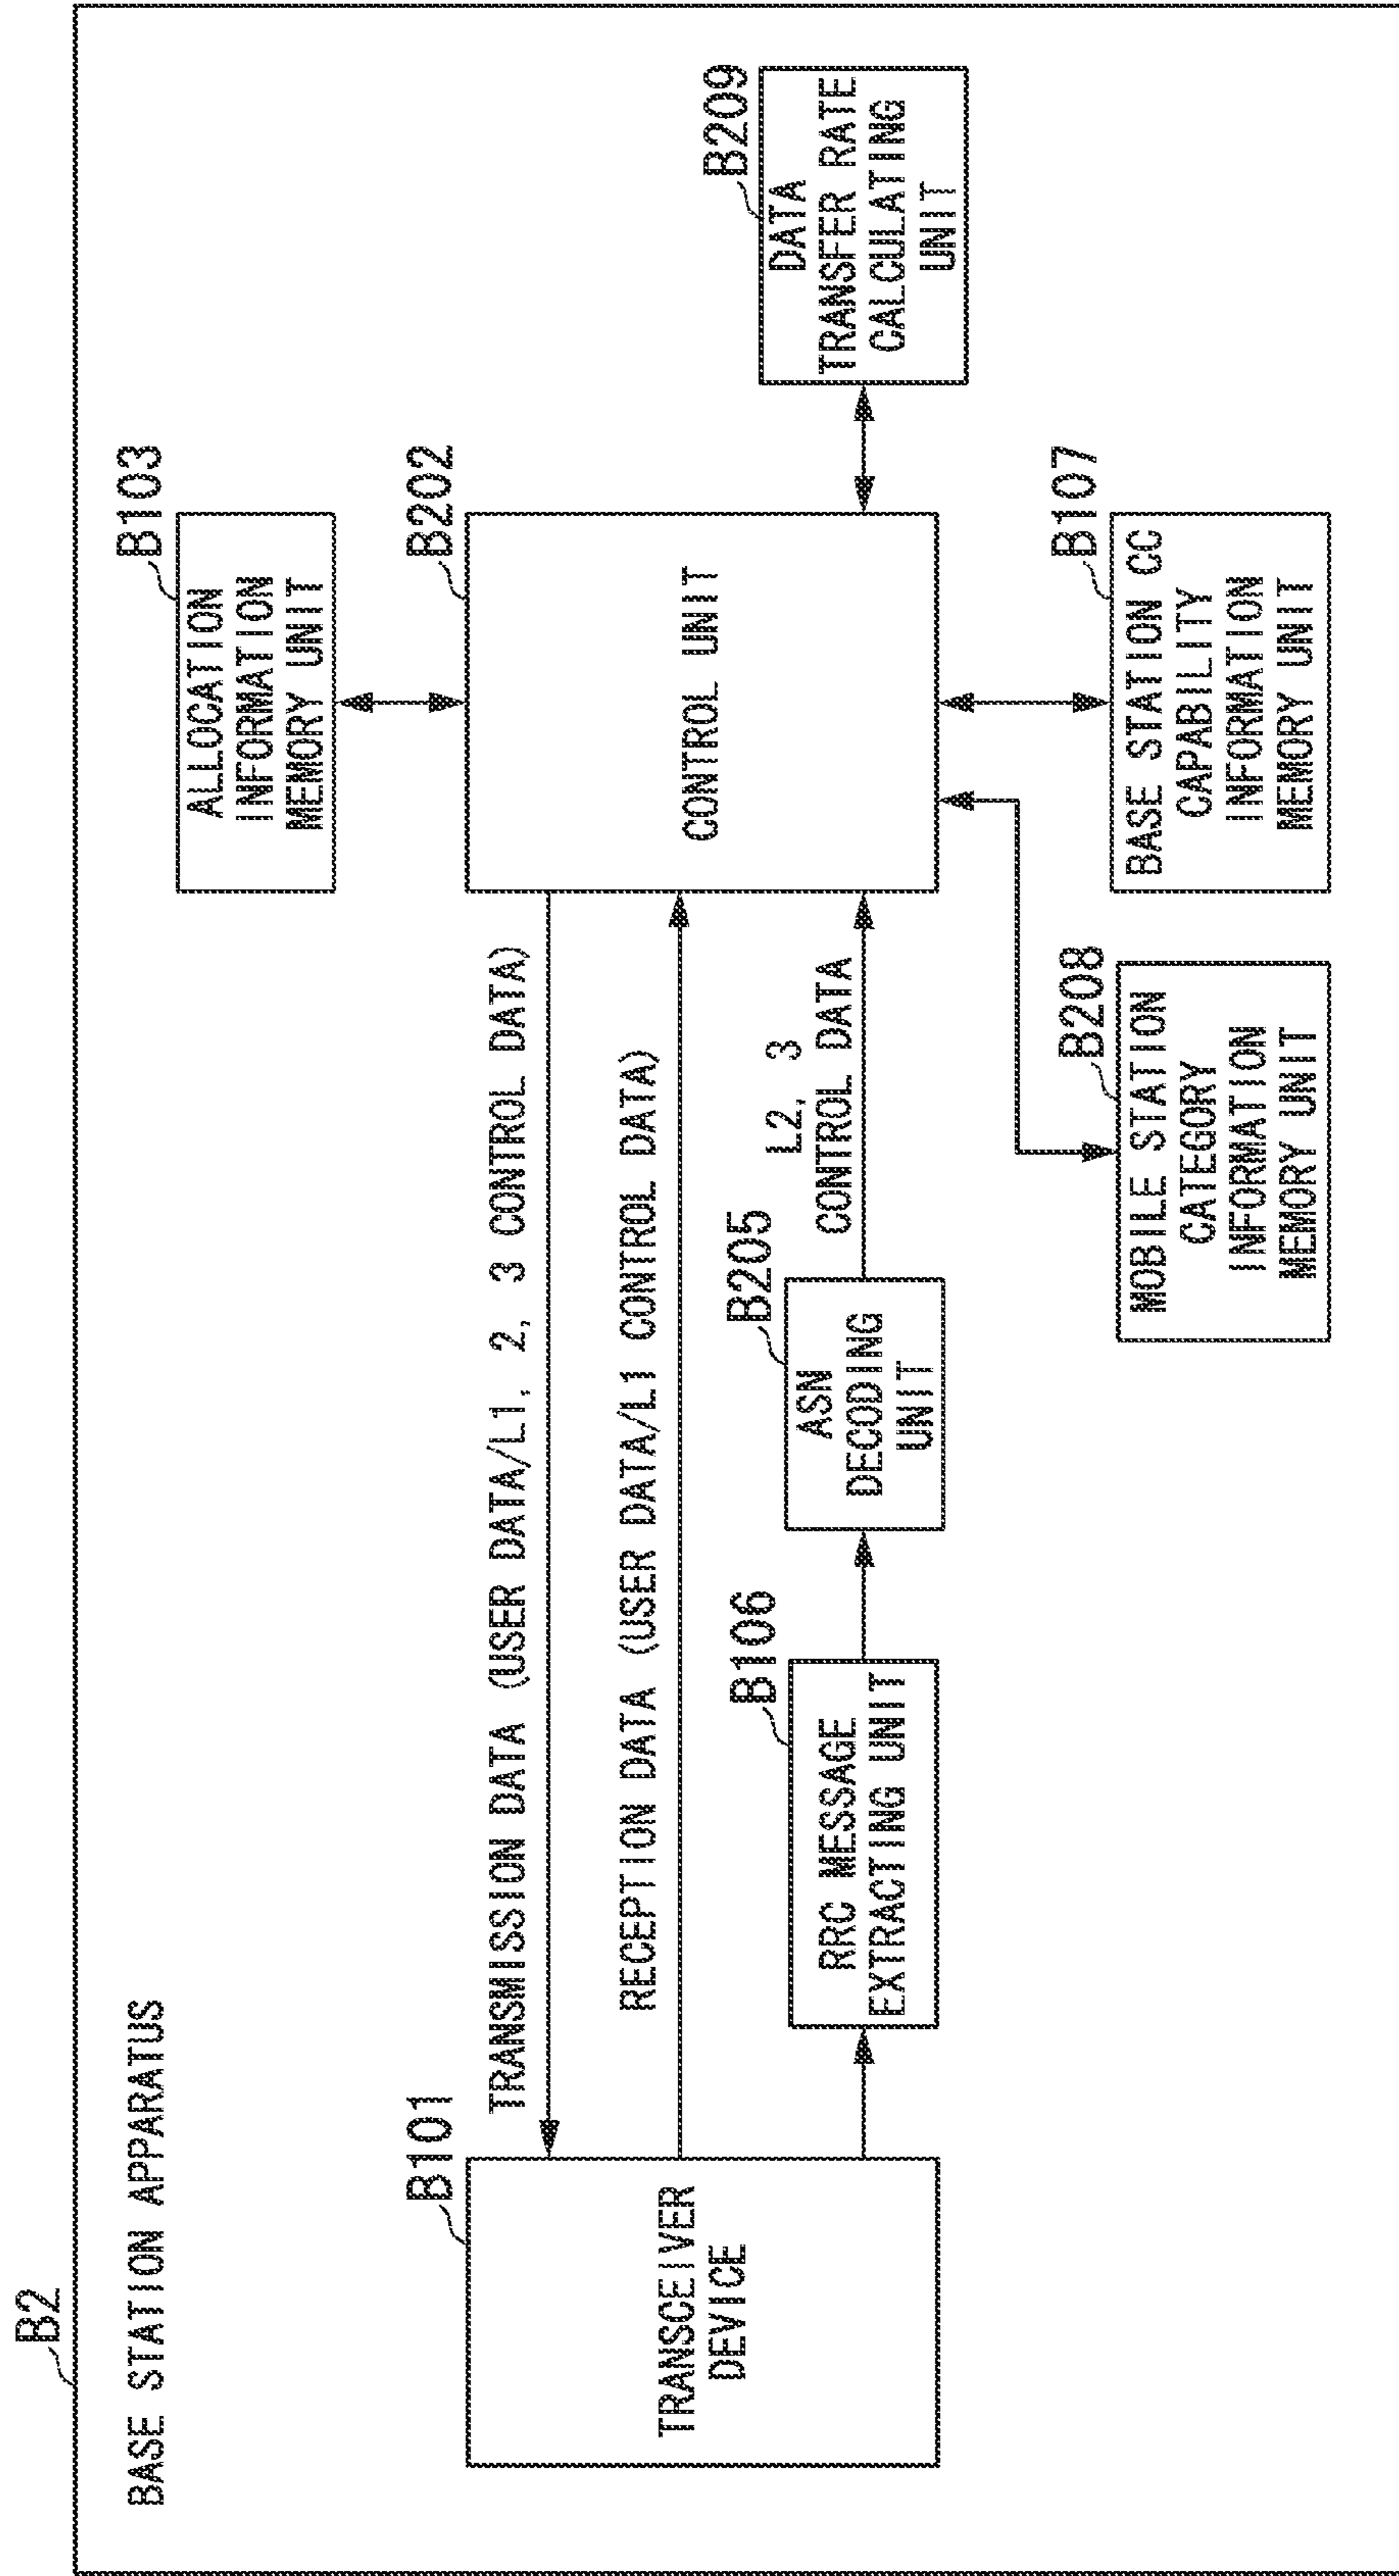 B2
BASE STATION APPARATUS
B103
ALLOCATION
INFORMATION
MEMORY UNIT
B101
TRANSCEIVER
DEVICE
TRANSMISSION DATA (USER DATA/L1, 2, 3 CONTROL DATA)
RECEPTION DATA (USER DATA/L1 CONTROL DATA)
B202
CONTROL UNIT
B106
RRC MESSAGE
EXTRACTING UNIT
B205
ASN
DECODING
UNIT
L2, 3
CONTROL DATA
B209
DATA
TRANSFER RATE
CALCULATING
UNIT
B208
MOBILE STATION
CATEGORY
INFORMATION
MEMORY UNIT
B107
BASE STATION CC
CAPABILITY
INFORMATION
MEMORY UNIT